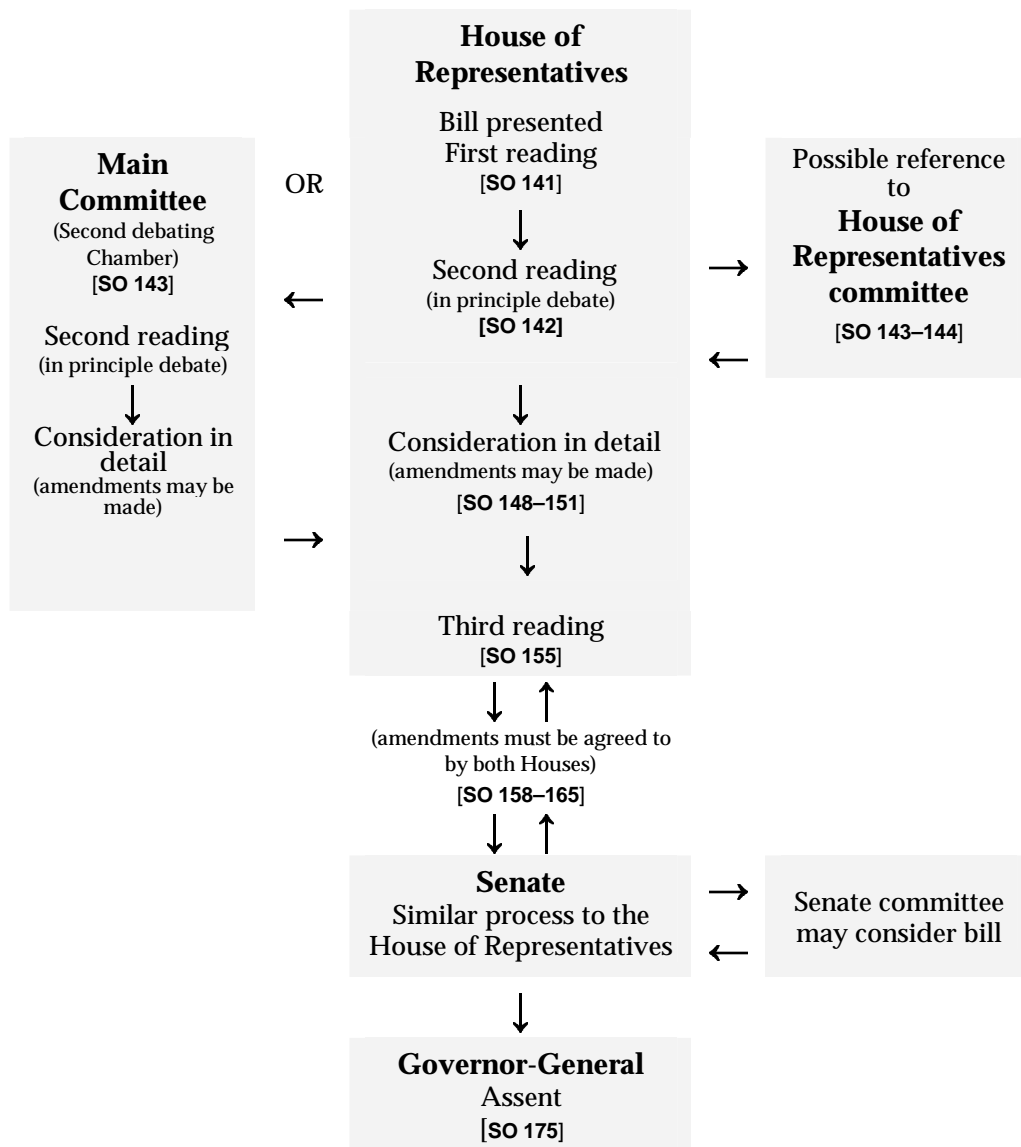 House of
Representatives
Bill presented
First reading
[SO 141]
Main
Committee
(Second debating
Chamber)
[SO 143]
OR
Possible reference
to
House of
Representatives
committee
[SO 143–144]
Second reading
(in principle debate)
[SO 142]
Second reading
(in principle debate)
Consideration in
detail
(amendments may be
made)
Consideration in detail
(amendments may be made)
[SO 148–151]
Third reading
[SO 155]
(amendments must be agreed to
by both Houses)
[SO 158–165]
Senate
Similar process to the
House of Representatives
Senate committee
may consider bill
Governor-General
Assent
[SO 175]